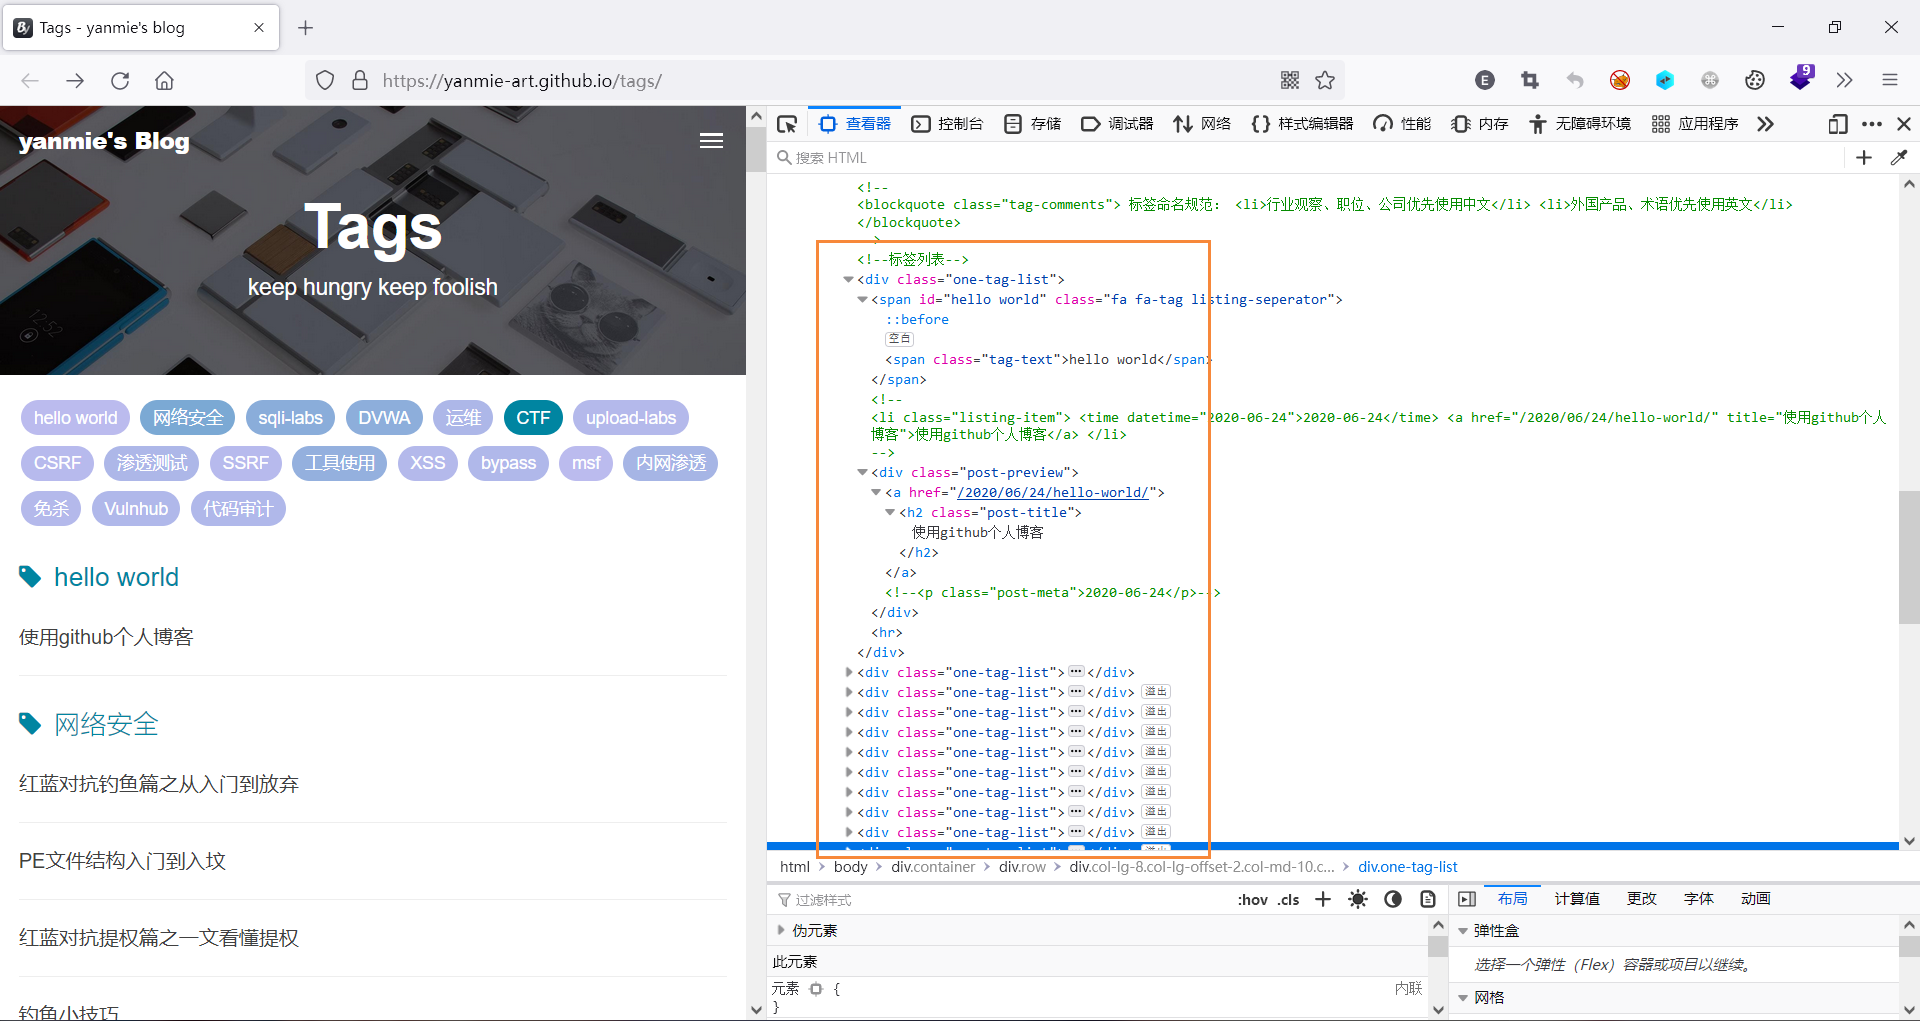 Tags - yanmie's blog
https://yanmie-art.github.io/tags/
E
9
yanmie's Blog
Tags
keep hungry keep foolish
hello world 网络安全 sqli-labs DVWA 运维 CTF upload-labs
CSRF 渗透测试 SSRF 工具使用 XSS bypass msf 内网渗透
免杀 Vulnhub 代码审计
hello world
使用github个人博客
网络安全
红蓝对抗钓鱼篇之从入门到放弃
PE文件结构入门到入坟
红蓝对抗提权篇之一文看懂提权
钓鱼小技巧
查看器 控制台 存储 调试器 网络 样式编辑器 性能 内存 无障碍环境 应用程序
搜索 HTML
<!--
<blockquote class="tag-comments"> 标签命名规范： <li>行业观察、职位、公司优先使用中文</li> <li>外国产品、术语优先使用英文</li>
</blockquote>
>
<!--标签列表-->
<div class="one-tag-list">
<span id="hello world" class="fa fa-tag listing-seperator">
::before
空白
<span class="tag-text">hello world</span>
</span>
<!--
<li class="listing-item"> <time datetime="2020-06-24">2020-06-24</time> <a href="/2020/06/24/hello-world/" title="使用github个人
博客">使用github个人博客</a> </li>
-->
<div class="post-preview">
<a href="/2020/06/24/hello-world/">
<h2 class="post-title">
使用github个人博客
</h2>
</a>
<!--<p class="post-meta">2020-06-24</p>-->
</div>
<hr>
</div>
<div class="one-tag-list"> ••• </div>
<div class="one-tag-list"> ••• </div> 溢出
<div class="one-tag-list"> ••• </div> 溢出
<div class="one-tag-list"> ••• </div> 溢出
<div class="one-tag-list"> ••• </div> 溢出
<div class="one-tag-list"> ••• </div> 溢出
<div class="one-tag-list"> ••• </div> 溢出
<div class="one-tag-list"> ••• </div> 溢出
<div class="one-tag-list"> ••• </div> 溢出
html > body > div.container > div.row > div.col-lg-8.col-lg-offset-2.col-md-10.c... > div.one-tag-list
过滤样式 :hov .cls
伪元素
此元素
元素 { 内联
}
布局 计算值 更改 字体 动画
弹性盒
选择一个弹性（Flex）容器或项目以继续。
网格